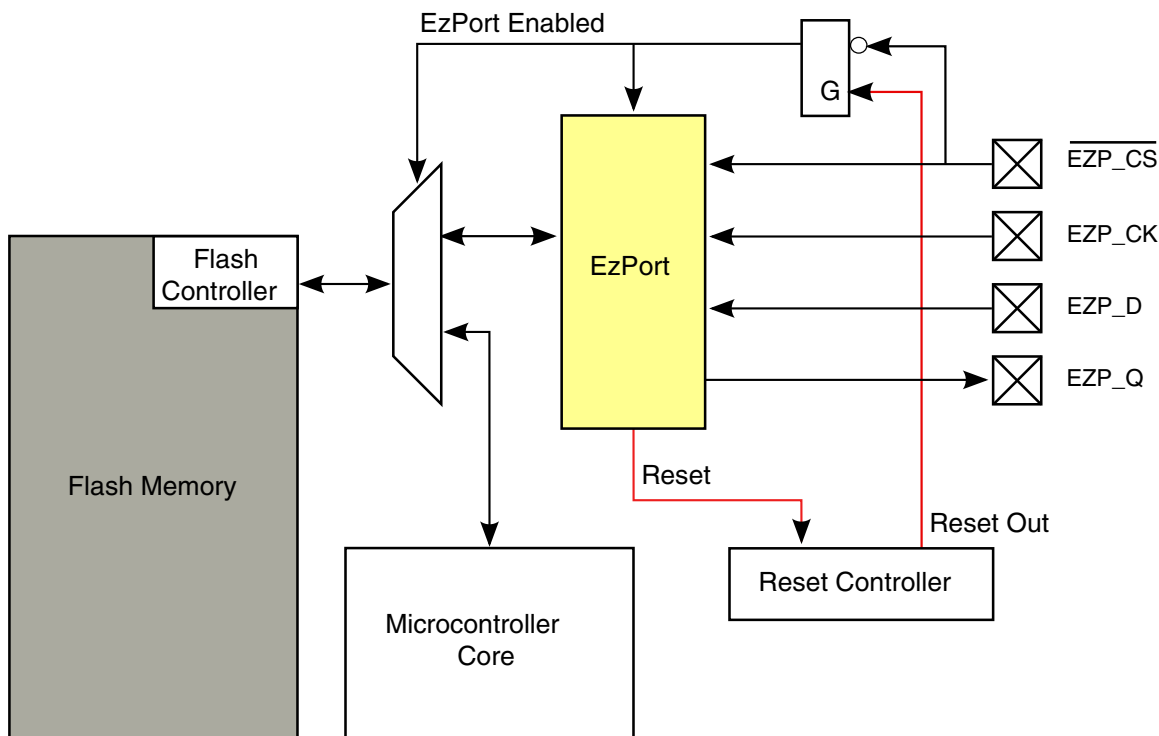 EzPort Enabled
G
EZP_CS
EZP_CK
Flash
Controller
EzPort
EZP_D
EZP_Q
Flash Memory
Reset
Reset Out
Reset Controller
Microcontroller
Core